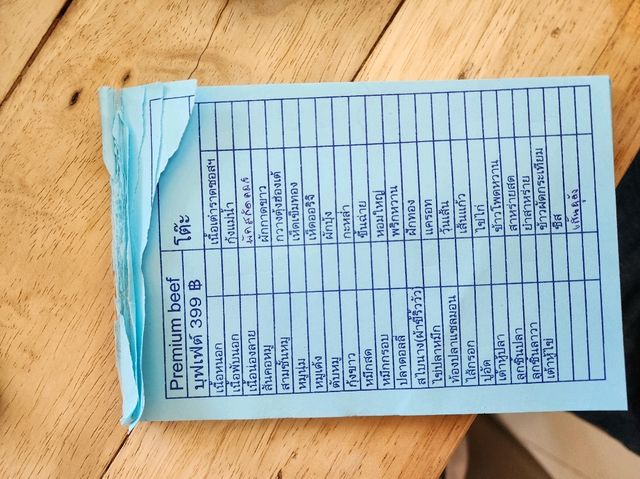 Premium beef
บุฟเฟ่ต์ 399 ฿
โต๊ะ
เนื้อหนอก
เนื้อพับนอก
เนื้อน่องลาย
สันคอหมู
สามชั้นหมู
หมูนุ่ม
หมูเด้ง
ตับหมู
กุ้งขาว
หมึกสด
หมึกกรอบ
ปลาดอลลี่
สไบนาง(ผ้าขี้ริ้ววัว)
ไข่ปลาหมึก
ท้องปลาแซลมอน
ไส้กรอก
ปูอัด
เต้าหู้ปลา
ลูกชิ้นปลา
ลูกชิ้นลาวา
เต้าหู้ไข่
เนื้อเต๋าราดซอสฯ
กุ้งแม่น้ำ
ผักกาดขาว
กวางตุ้งฮ่องเต้
เห็ดเข็มทอง
เห็ดออรินจิ
ผักบุ้ง
กะหล่ำ
ขึ้นฉ่าย
หอมใหญ่
พริกหวาน
ฟักทอง
แครอท
วุ้นเส้น
เส้นแก้ว
ไข่ไก่
ข้าวโพดหวาน
สาหร่ายสด
ยำสาหร่าย
ข้าวผัดกระเทียม
ชีส